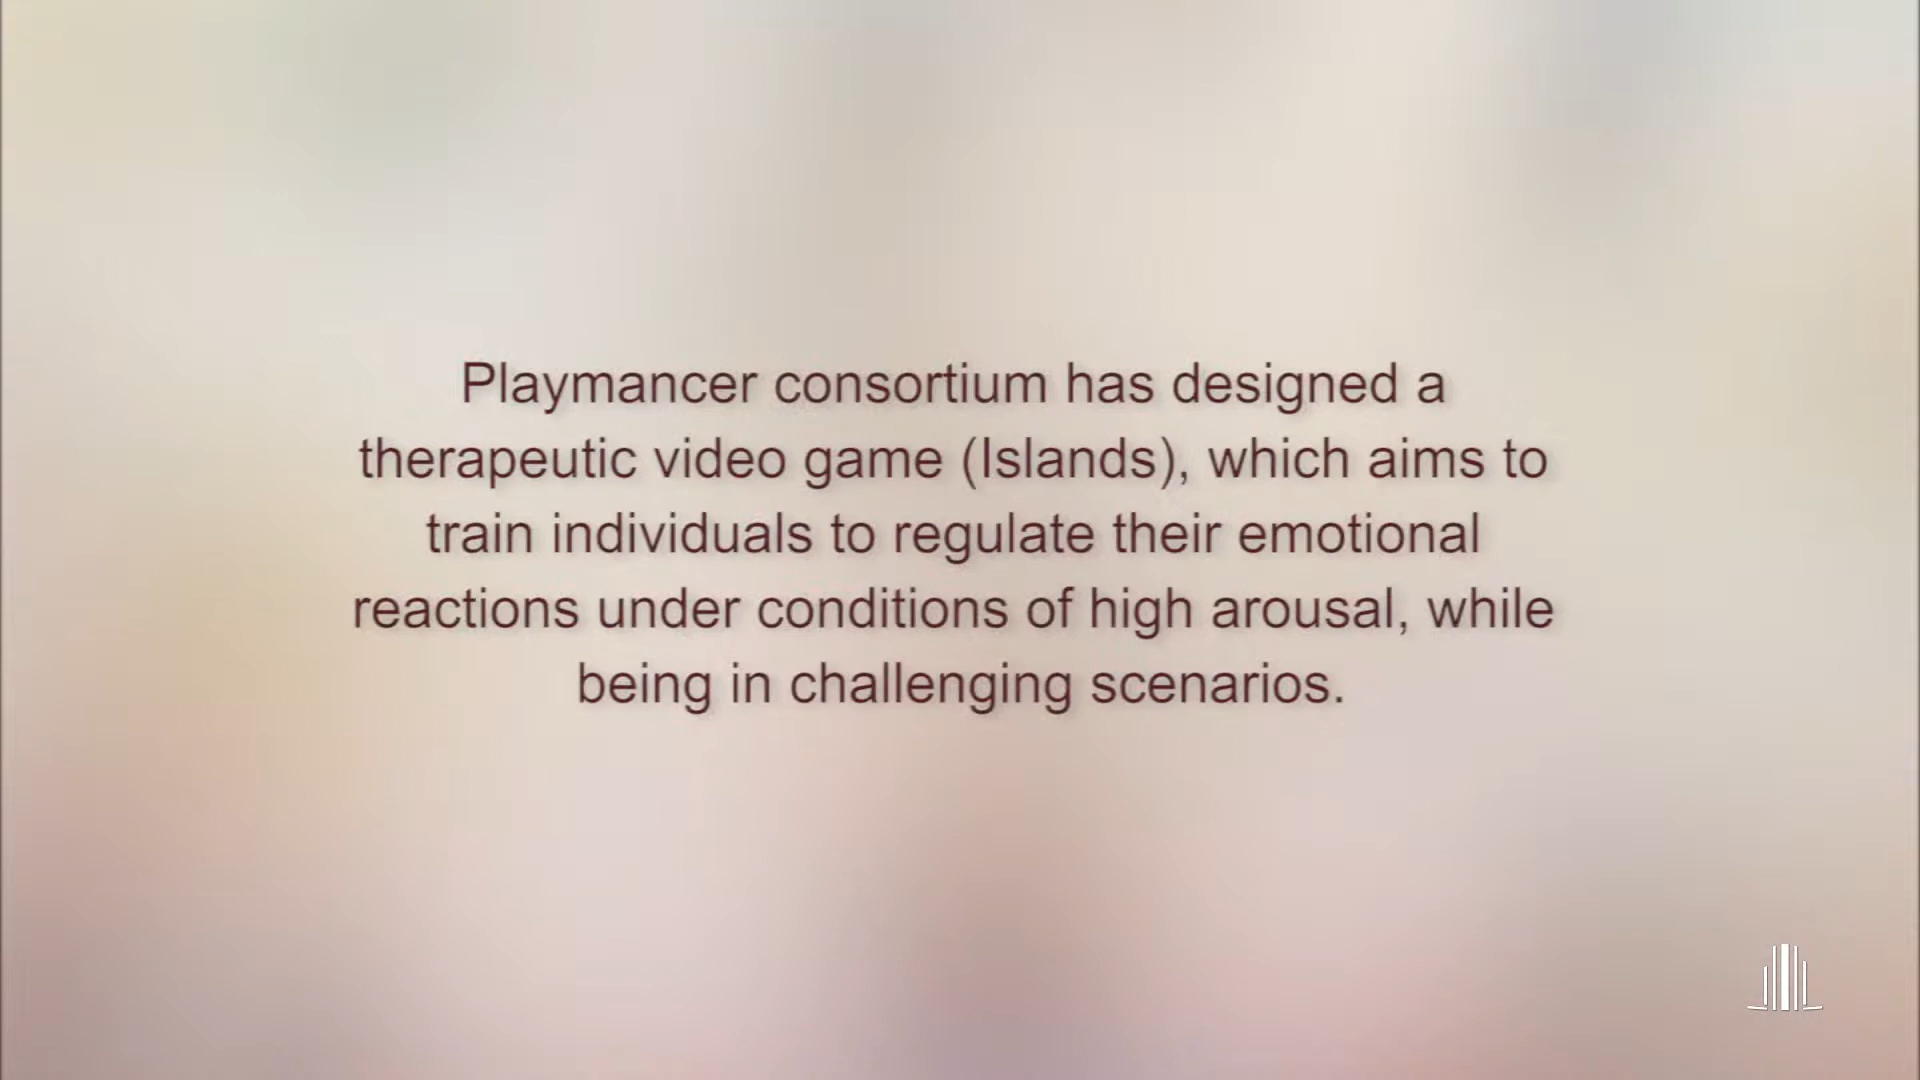 Playmancer consortium has designed a
therapeutic video game (Islands), which aims to
train individuals to regulate their emotional
reactions under conditions of high arousal, while
being in challenging scenarios.